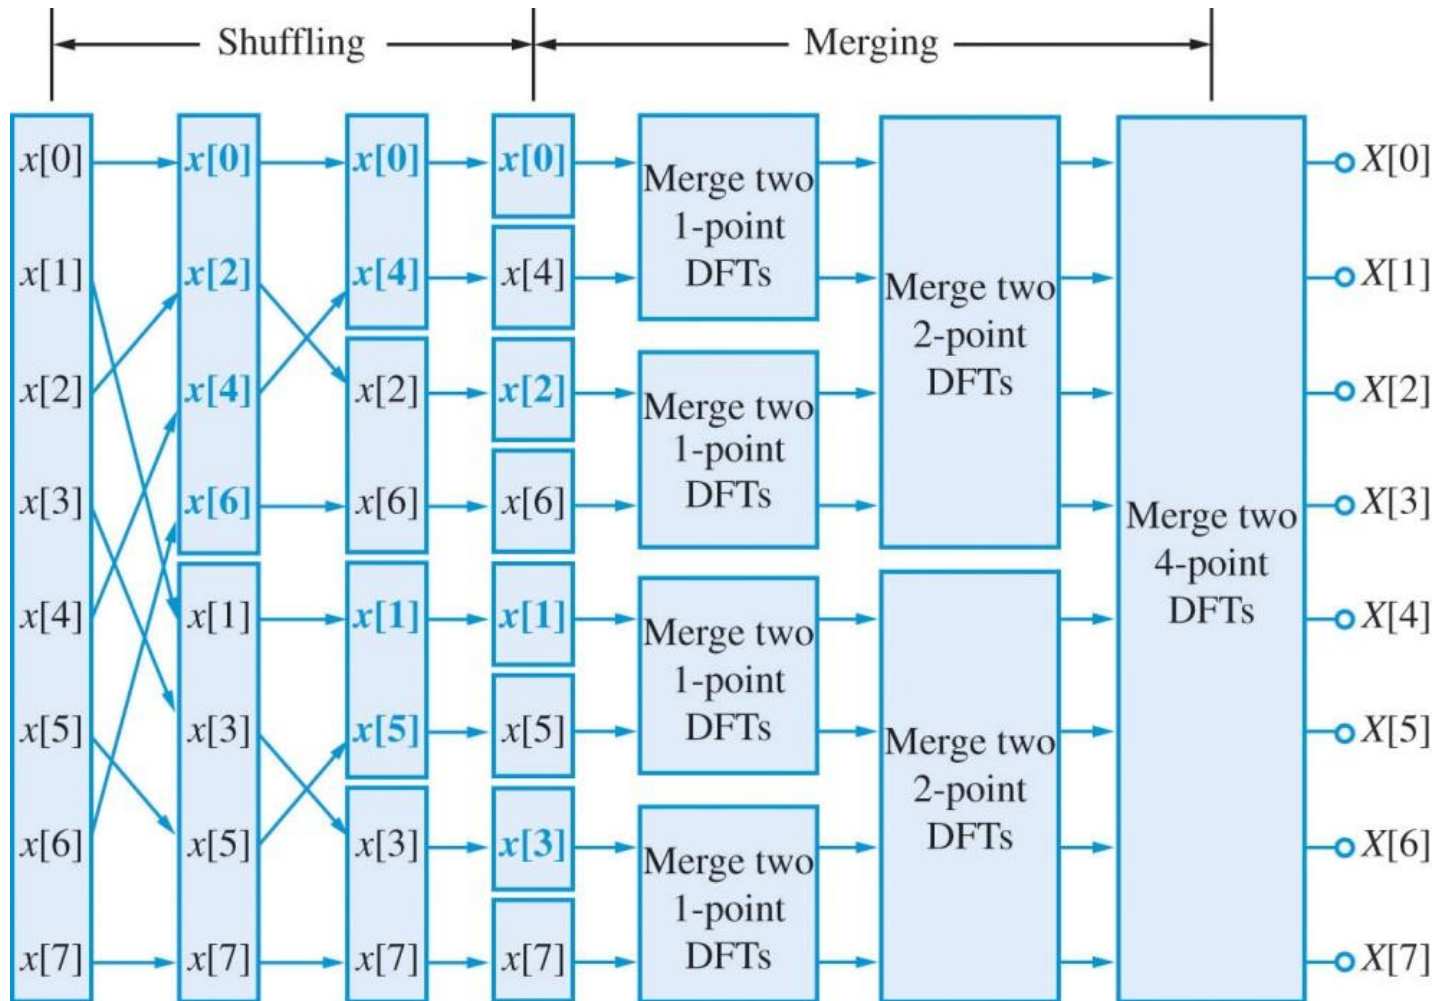 Shuffling Merging
x[0] x[0] x[0] x[0] X[0]
Merge two
1-point
DFTs
x[1] x[2] x[4] x[4] X[1]
Merge two
2-point
DFTs
x[2] x[4] x[2] x[2] X[2]
Merge two
1-point
DFTs
x[3] x[6] x[6] x[6] X[3]
Merge two
4-point
DFTs
x[4] x[1] x[1] x[1] X[4]
Merge two
1-point
DFTs
x[5] x[3] x[5] x[5] X[5]
Merge two
2-point
DFTs
x[6] x[5] x[3] x[3] X[6]
Merge two
1-point
DFTs
x[7] x[7] x[7] x[7] X[7]